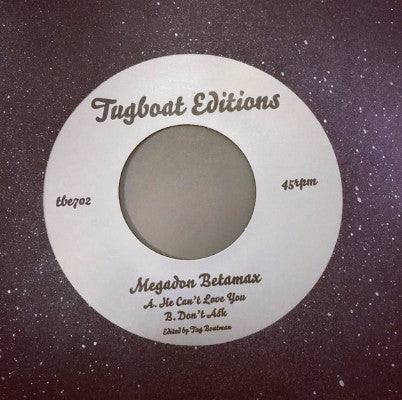 Tugboat Editions
tbe702
45rpm
Megadon Betamax
A. He Can't Love You
B. Don't Ask
Edited by Tug Boatman